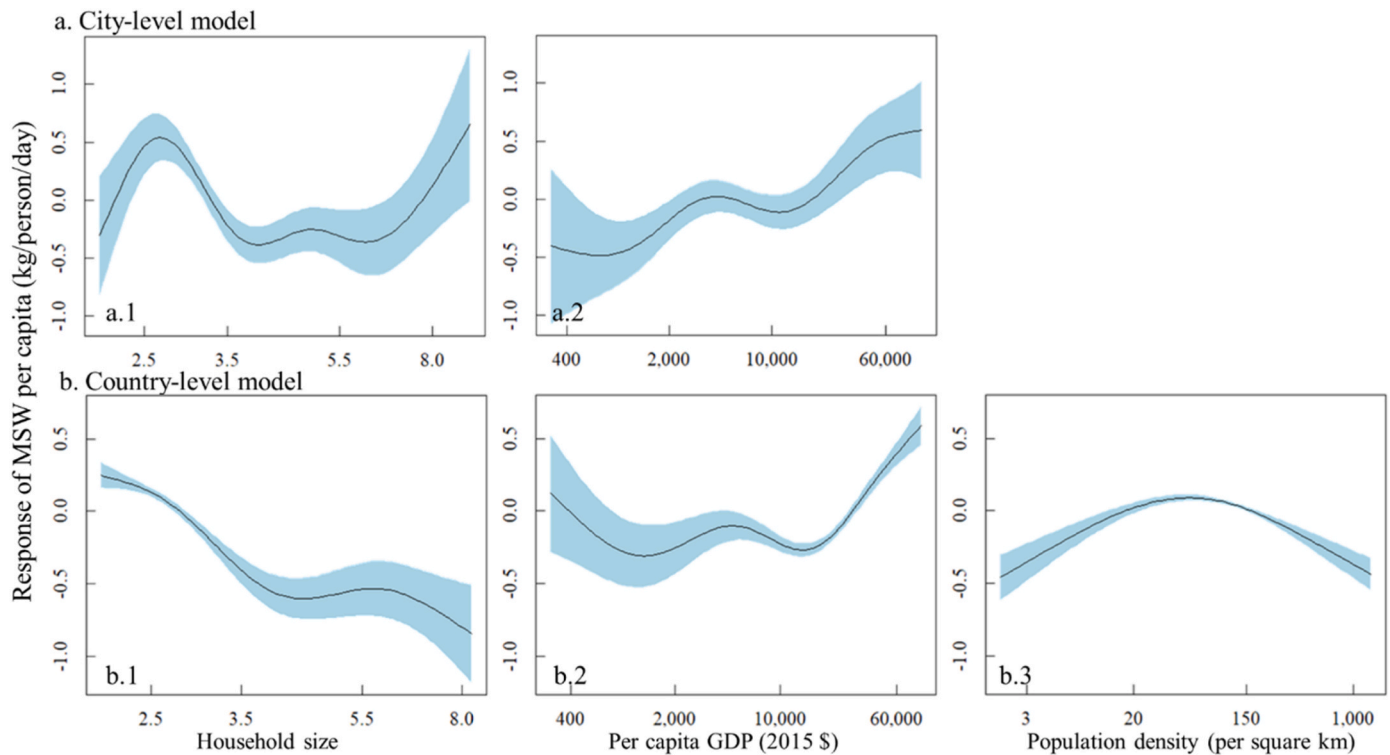 a. City-level model
Response of MSW per capita (kg/person/day)
1.0
0.5
0.0
-0.5
-1.0
a.1
2.5 3.5 5.5 8.0
1.0
0.5
0.0
-0.5
-1.0
a.2
400 2,000 10,000 60,000
b. Country-level model
0.5
0.0
-0.5
-1.0
b.1
2.5 3.5 5.5 8.0
Household size
0.5
0.0
-0.5
-1.0
b.2
400 2,000 10,000 60,000
Per capita GDP (2015 $)
0.5
0.0
-0.5
-1.0
b.3
3 20 150 1,000
Population density (per square km)